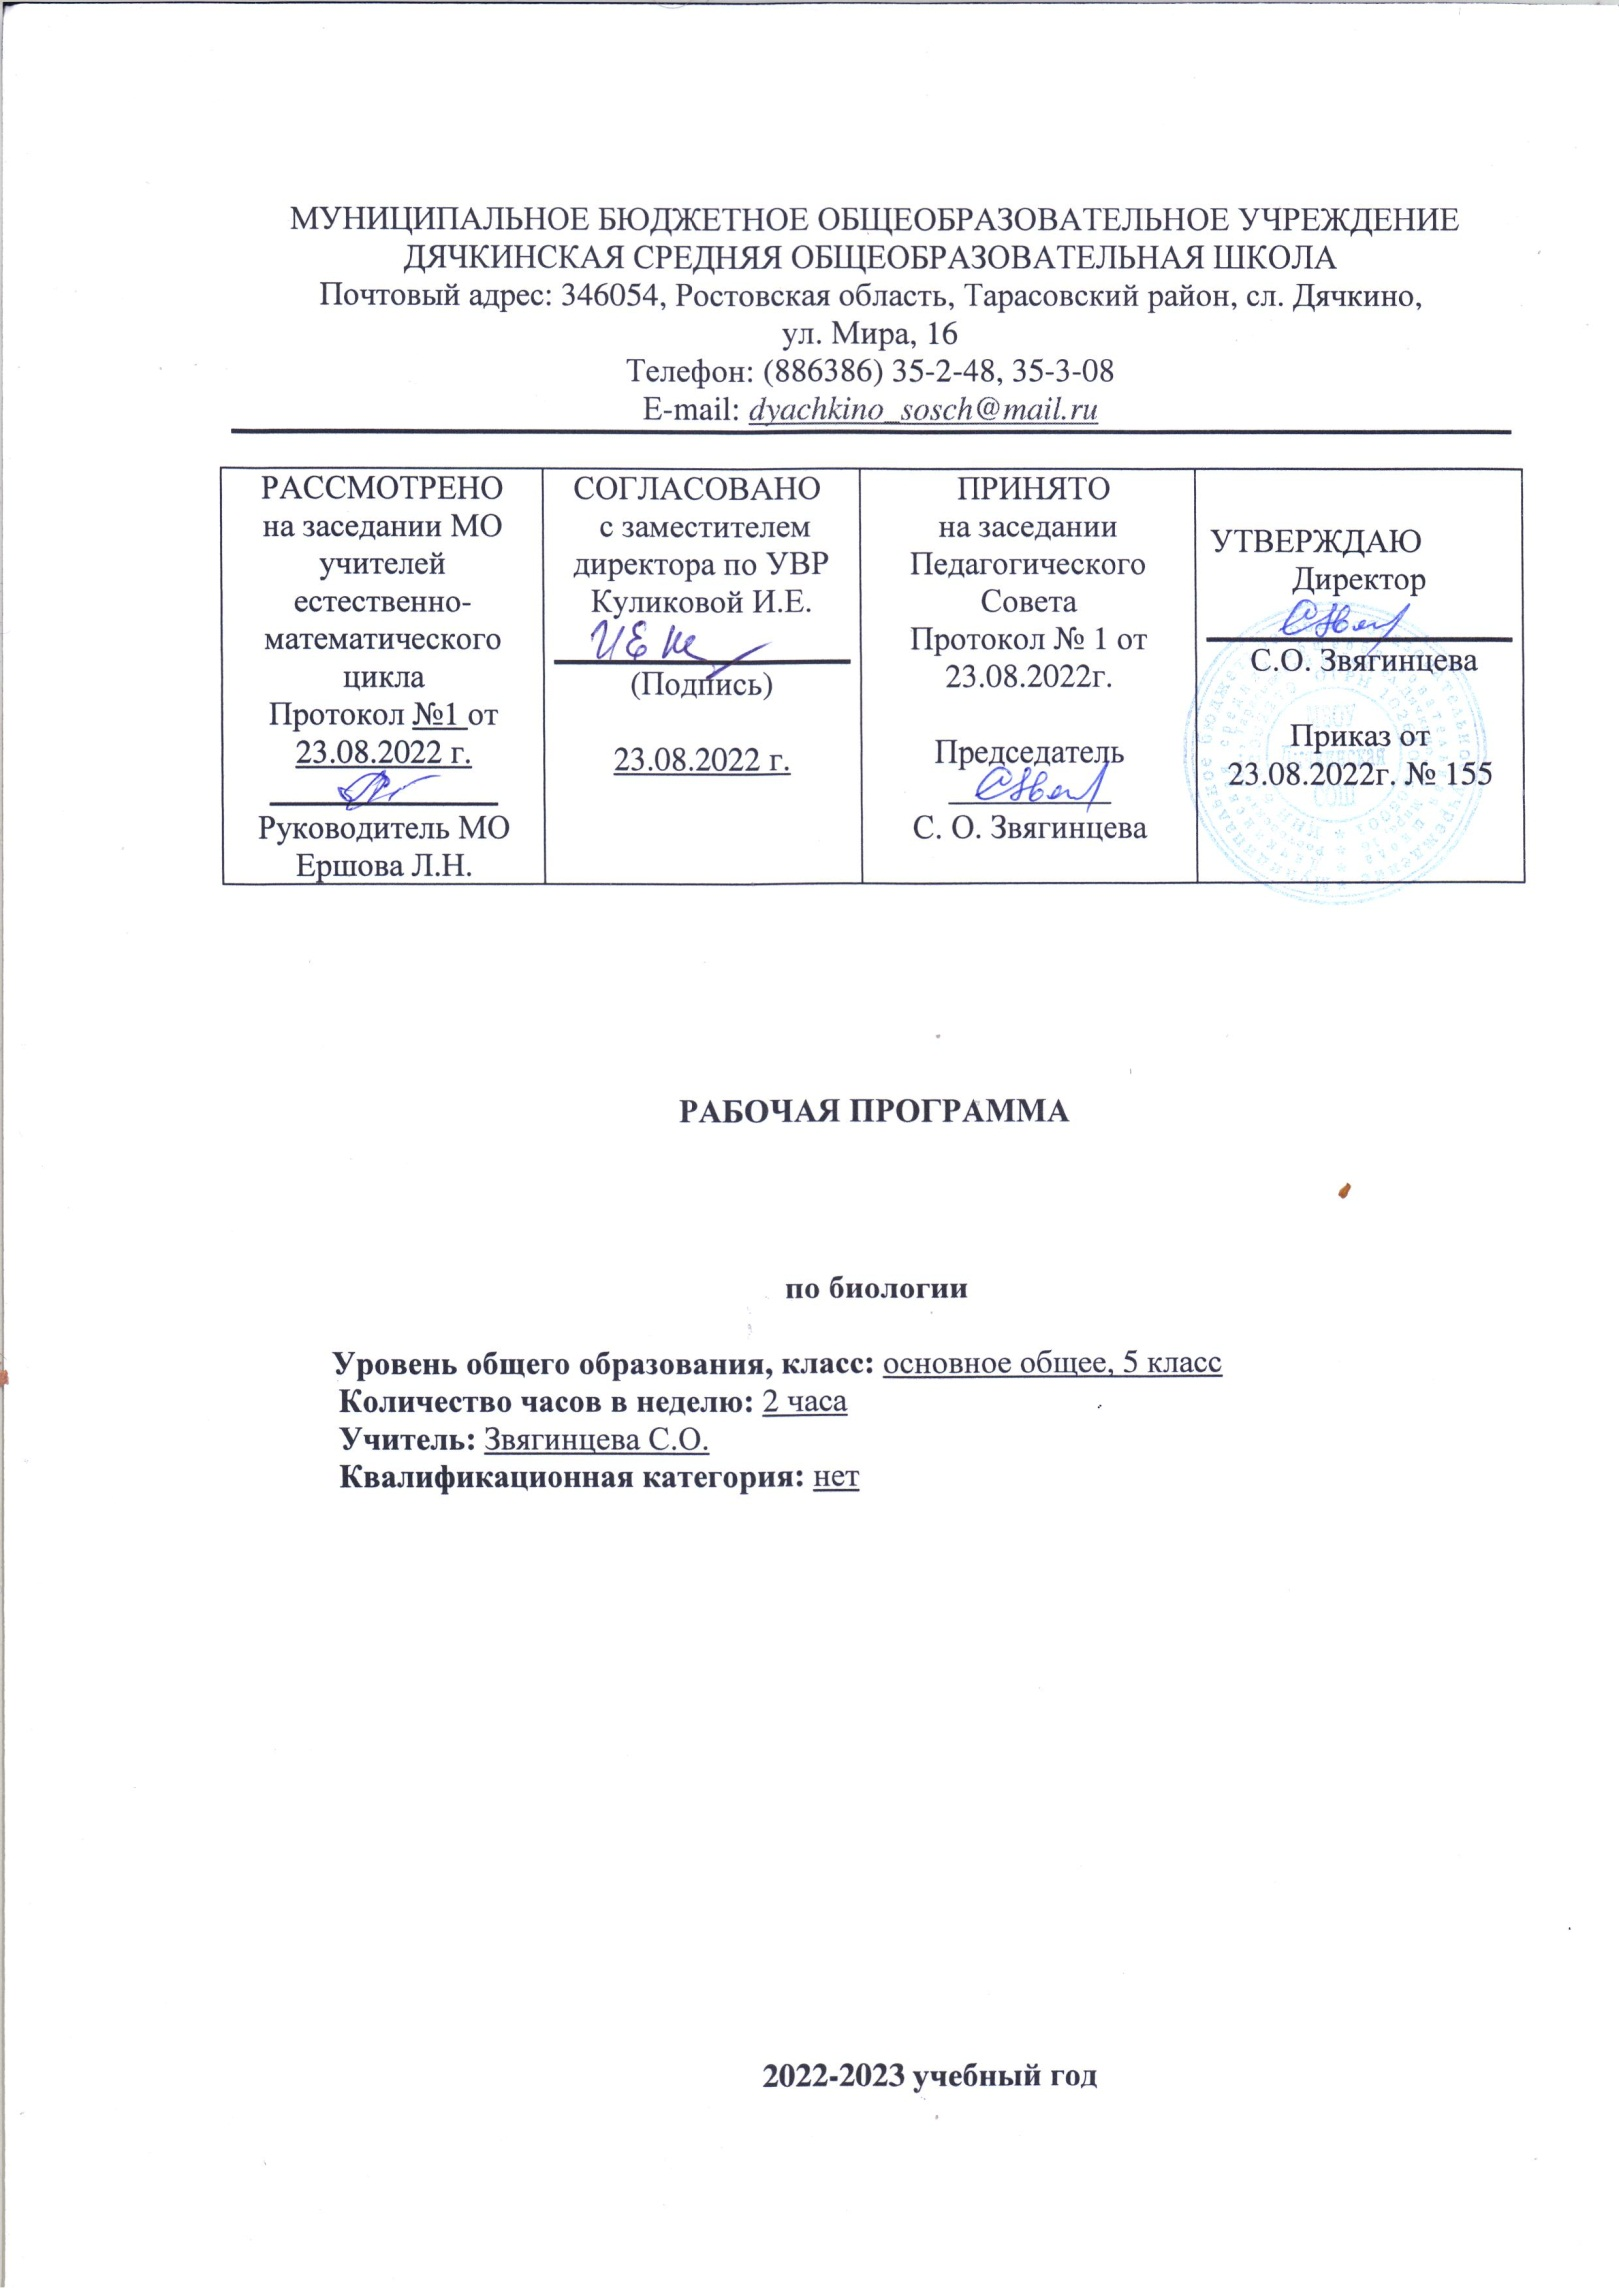 МУНИЦИПАЛЬНОЕ БЮДЖЕТНОЕ ОБЩЕОБРАЗОВАТЕЛЬНОЕ УЧРЕЖДЕНИЕ
ДЯЧКИНСКАЯ СРЕДНЯЯ ОБЩЕОБРАЗОВАТЕЛЬНАЯ ШКОЛА
Почтовый адрес: 346054, Ростовская область, Тарасовский район, сл. Дячкино,
ул. Мира, 16
Телефон: (886386) 35-2-48, 35-3-08
E-mail: dyachkino_sosch@mail.ru
РАССМОТРЕНО
на заседании МО
учителей
естественно-
математического
цикла
Протокол №1 от
23.08.2022 г.
Руководитель МО
Ершова Л.Н.
СОГЛАСОВАНО
с заместителем
директора по УВР
Куликовой И.Е.
(Подпись)
23.08.2022 г.
ПРИНЯТО
на заседании
Педагогического
Совета
Протокол № 1 от
23.08.2022г.
Председатель
С. О. Звягинцева
УТВЕРЖДАЮ
Директор
С.О. Звягинцева
Приказ от
23.08.2022г. № 155
МБОУ
Дячкинская
СОШ
РАБОЧАЯ ПРОГРАММА
по биологии
Уровень общего образования, класс: основное общее, 5 класс
Количество часов в неделю: 2 часа
Учитель: Звягинцева С.О.
Квалификационная категория: нет
2022-2023 учебный год